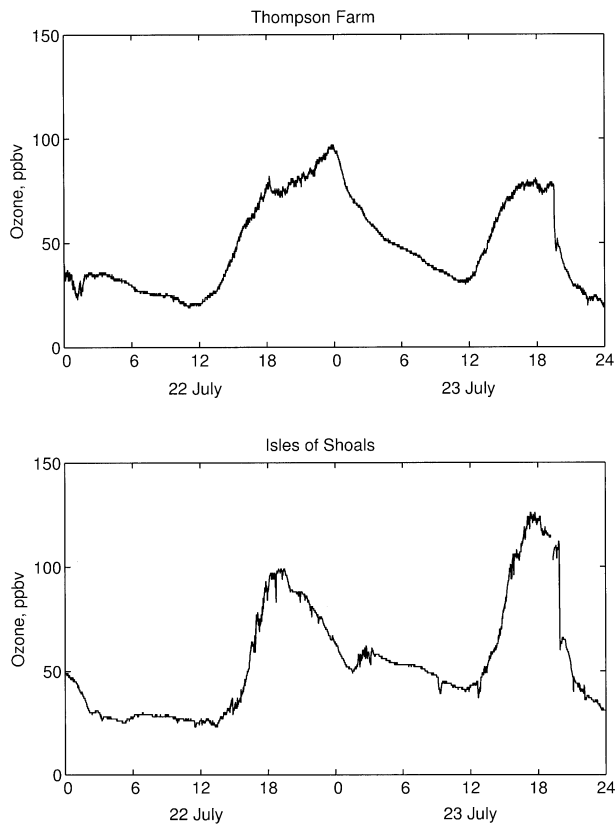 Thompson Farm
150
100
50
0
Ozone, ppbv
0 6 12 18 0 6 12 18 24
22 July 23 July
Isles of Shoals
150
100
50
0
Ozone, ppbv
0 6 12 18 0 6 12 18 24
22 July 23 July